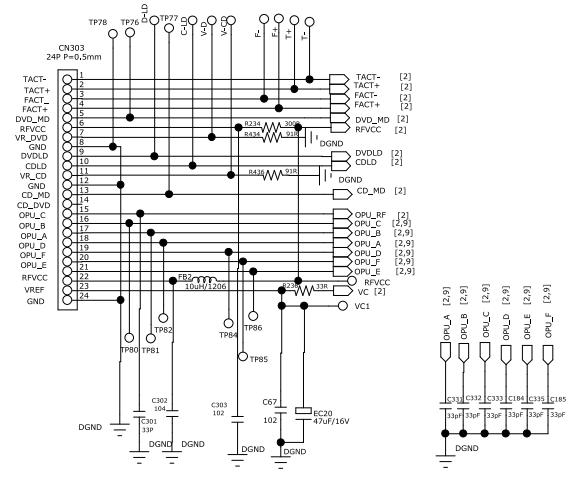 TP78
TP76
D-LD
TP77
C-LD
V-D
V-CD
F-
F+
T+
T-
CN303
24P P=0.5mm
TACT- 1 TACT- [2]
TACT+ 2 TACT+ [2]
FACT_ 3 FACT- [2]
FACT+ 4 FACT+ [2]
DVD_MD 5 DVD_MD [2]
RFVCC 6 R234 300R RFVCC [2]
VR_DVD 7 R434 91R
GND 8 DGND
DVDLD 9 DVDLD [2]
CDLD 10 CDLD [2]
VR_CD 11 R436 91R
GND 12 DGND
CD_MD 13 CD_MD [2]
CD_DVD 14
OPU_C 15 OPU_RF [2]
OPU_B 16 OPU_C [2,9]
OPU_A 17 OPU_B [2,9]
OPU_D 18 OPU_A [2,9]
OPU_F 19 OPU_D [2,9]
OPU_E 20 OPU_F [2,9]
21 OPU_E [2,9]
RFVCC 22 FB2 10uH/1206 RFVCC
VREF 23 33R VC [2]
GND 24 VC1
TP82
TP84
TP86
TP80
TP81
TP85
C301
33P
C302
104
C303
102
C67
102
EC20
47uF/16V
DGND
DGND
DGND
DGND
DGND
OPU_A [2,9]
OPU_B [2,9]
OPU_C [2,9]
OPU_D [2,9]
OPU_E [2,9]
OPU_F [2,9]
C331
33pF
C332
33pF
C333
33pF
C184
33pF
C335
33pF
C185
33pF
DGND